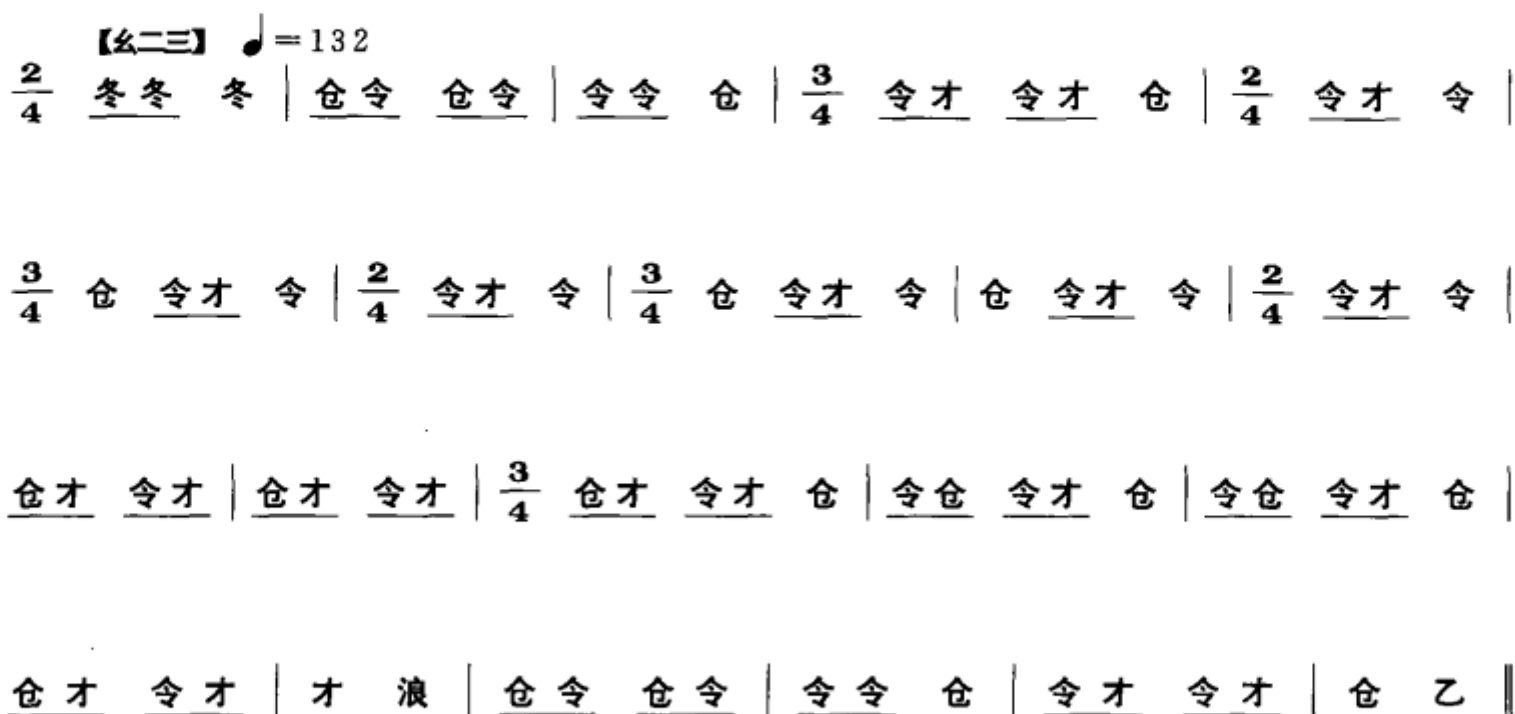 【幺二三】 ♩=132
2/4 冬冬 冬 | 仓令 仓令 | 令令 仓 | 3/4 令才 令才 仓 | 2/4 令才 令 |
3/4 仓 令才 令 | 2/4 令才 令 | 3/4 仓 令才 令 | 仓 令才 令 | 2/4 令才 令 |
仓才 令才 | 仓才 令才 | 3/4 仓才 令才 仓 | 令仓 令才 仓 | 令仓 令才 仓 |
仓才 令才 | 才 浪 | 仓令 仓令 | 令令 仓 | 令才 令才 | 仓 乙 ‖